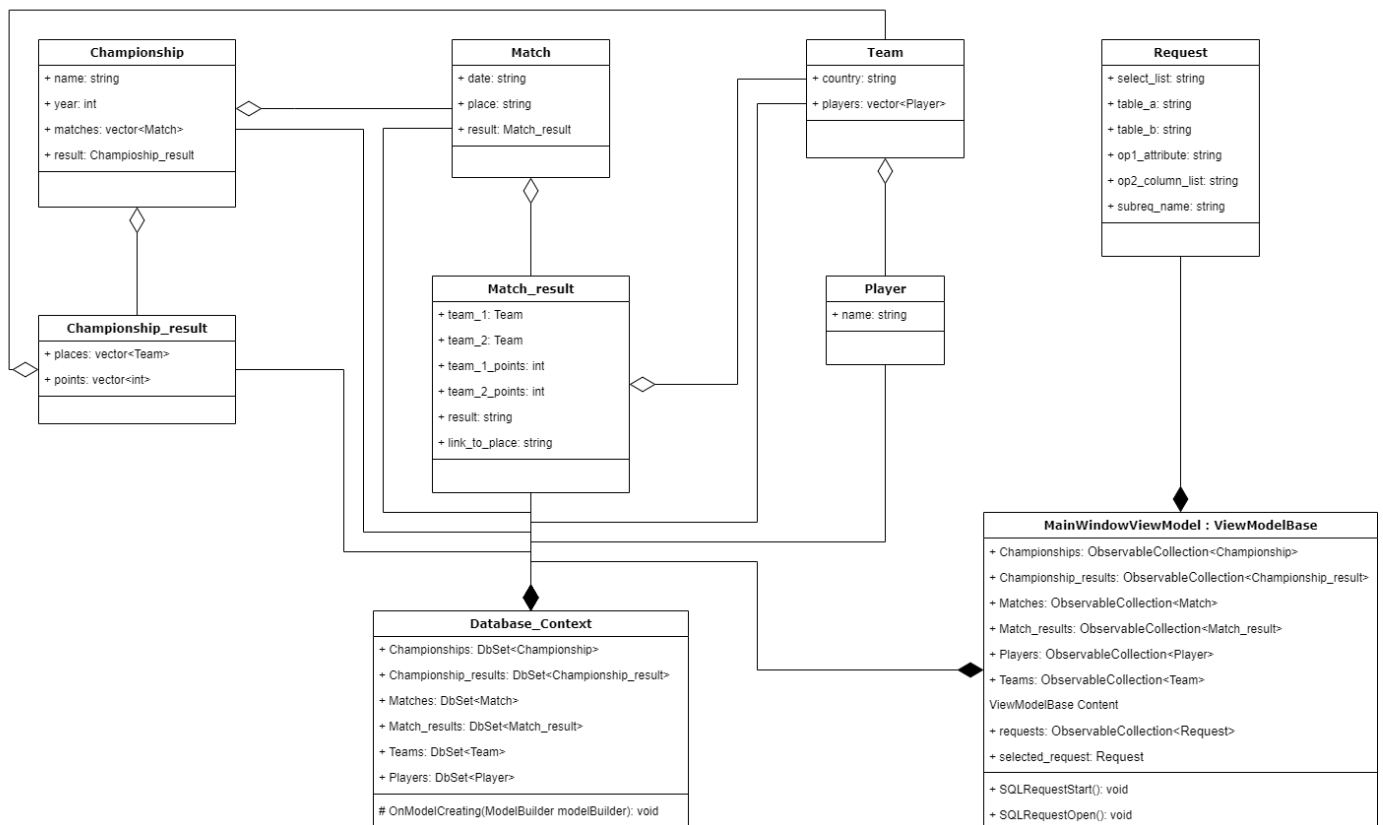 Championship
+ name: string
+ year: int
+ matches: vector<Match>
+ result: Champioship_result
Match
+ date: string
+ place: string
+ result: Match_result
Team
+ country: string
+ players: vector<Player>
Request
+ select_list: string
+ table_a: string
+ table_b: string
+ op1_attribute: string
+ op2_column_list: string
+ subreq_name: string
Championship_result
+ places: vector<Team>
+ points: vector<int>
Match_result
+ team_1: Team
+ team_2: Team
+ team_1_points: int
+ team_2_points: int
+ result: string
+ link_to_place: string
Player
+ name: string
Database_Context
+ Championships: DbSet<Championship>
+ Championship_results: DbSet<Championship_result>
+ Matches: DbSet<Match>
+ Match_results: DbSet<Match_result>
+ Teams: DbSet<Team>
+ Players: DbSet<Player>
# OnModelCreating(ModelBuilder modelBuilder): void
MainWindowViewModel : ViewModelBase
+ Championships: ObservableCollection<Championship>
+ Championship_results: ObservableCollection<Championship_result>
+ Matches: ObservableCollection<Match>
+ Match_results: ObservableCollection<Match_result>
+ Players: ObservableCollection<Player>
+ Teams: ObservableCollection<Team>
ViewModelBase Content
+ requests: ObservableCollection<Request>
+ selected_request: Request
+ SQLRequestStart(): void
+ SQLRequestOpen(): void